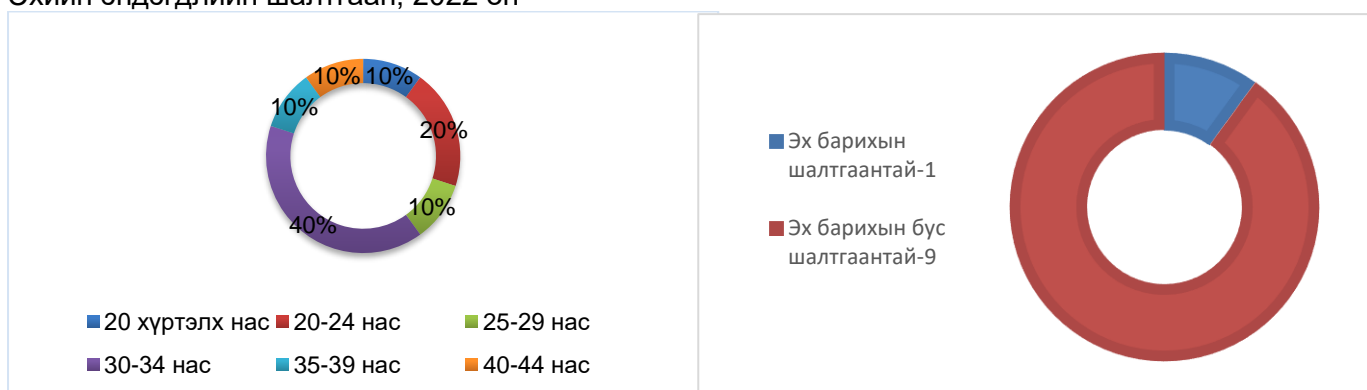 10% 10%
10%
20%
10%
40%
20 хүртэлх нас 20-24 нас 25-29 нас
30-34 нас 35-39 нас 40-44 нас
Эх барихын
шалтгаантай-1
Эх барихын бус
шалтгаантай-9